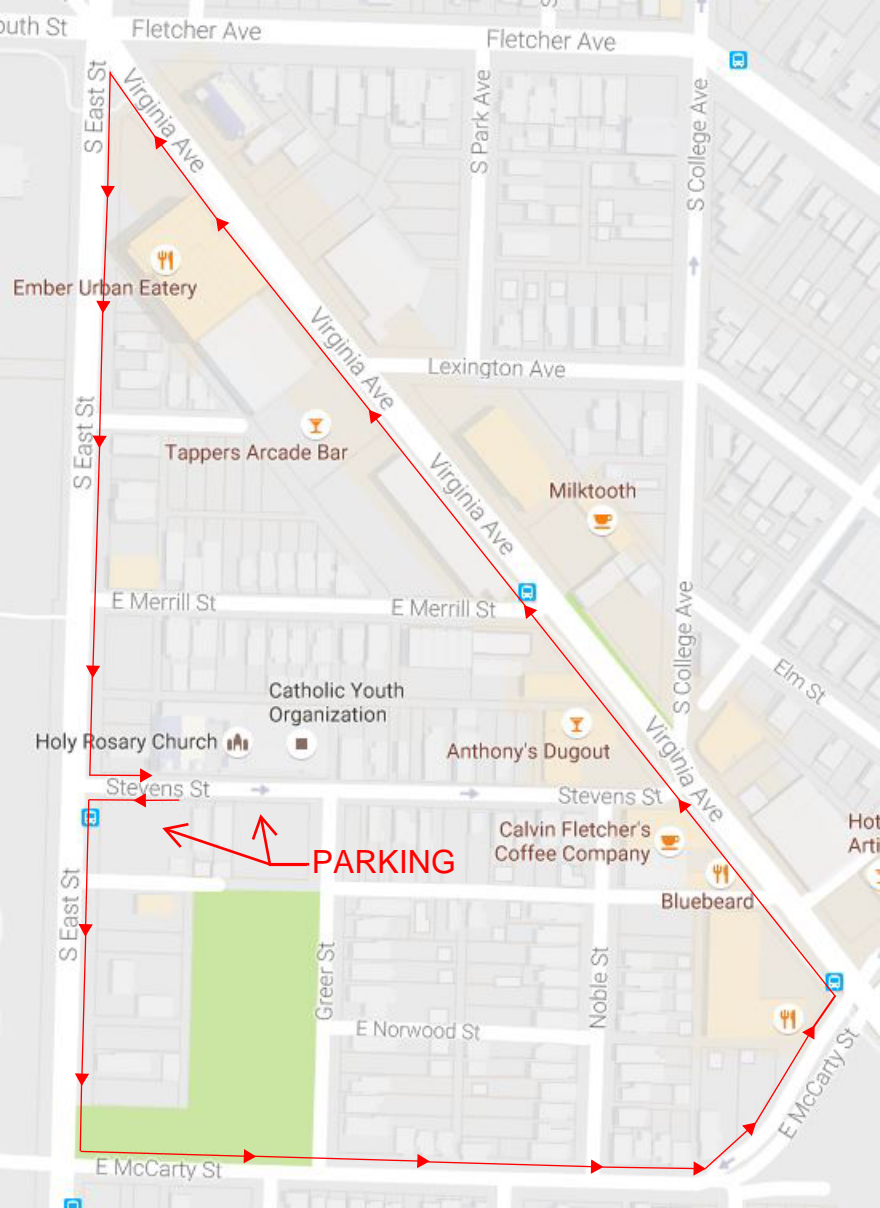 outh St
Fletcher Ave
Fletcher Ave
S East St
Virginia Ave
S Park Ave
S College Ave
Ember Urban Eatery
Virginia Ave
Lexington Ave
S East St
Tappers Arcade Bar
Virginia Ave
Milktooth
E Merrill St
E Merrill St
S College Ave
Elm St
Catholic Youth
Organization
Holy Rosary Church
Anthony's Dugout
Virginia Ave
Stevens St
Stevens St
Calvin Fletcher's
Coffee Company
Hot
Arti
PARKING
Bluebeard
S East St
Greer St
Noble St
E Norwood St
E McCarty St
E McCarty St